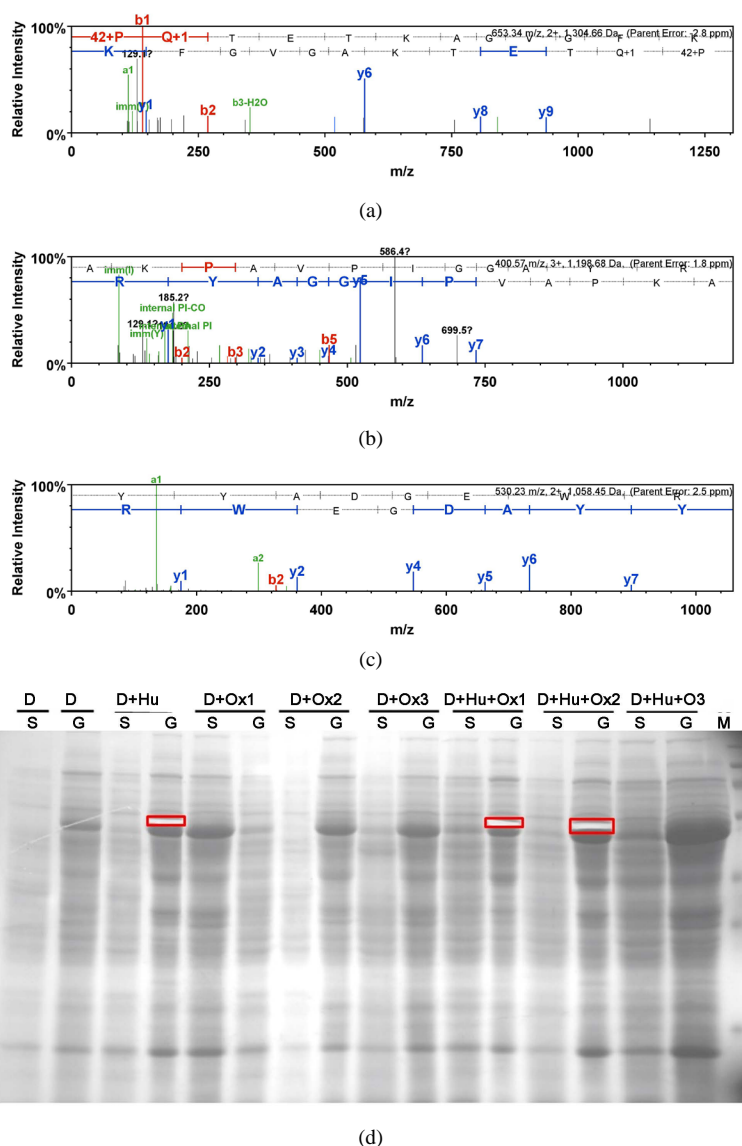 b1
42+P Q+1 T E T K A G V G F K
653.34 m/z, 2+, 1,304.66 Da, (Parent Error: 2.8 ppm)
K F G V G A K T E T Q+1 42+P
129.1?
a1
y1
b2
b3-H2O
y6
y8
y9
Relative Intensity
100%
0%
0 250 500 750 1000 1250
m/z
(a)
586.4?
A K P A V P I G G A Y R
400.57 m/z, 3+, 1,198.68 Da, (Parent Error: 1.8 ppm)
imm(I)
R Y A G G I P V A P K A
y5
185.2?
internal PI-CO
129.1?
y1
internal PI
imm(Y)
b2
b3
y2
y3
b5
y4
y6
699.5?
y7
Relative Intensity
100%
0%
0 250 500 750 1000
m/z
(b)
a1
Y Y A D G E W R
530.23 m/z, 2+, 1,058.45 Da, (Parent Error: 2.5 ppm)
R W E G D A Y Y
y1
a2
b2
y2
y4
y5
y6
y7
Relative Intensity
100%
0%
0 200 400 600 800 1000
m/z
(c)
D D D+Hu D+Ox1 D+Ox2 D+Ox3 D+Hu+Ox1 D+Hu+Ox2 D+Hu+O3
S G S G S G S G S G S G S G S G M
(d)